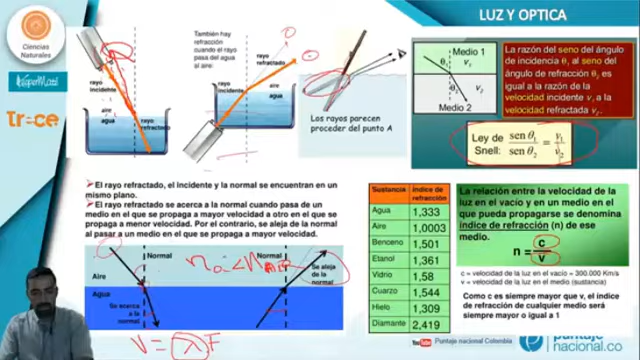 LUZ Y OPTICA
Ciencias
Naturales
También hay
refracción
cuando el rayo
pasa del agua
al aire
rayo
incidente
aire
agua
rayo
refractado
rayo
refractado
rayo
incidente
aire
agua
Los rayos parecen
proceder del punto A
Medio 1
θ₁
v₁
θ₂
v₂
Medio 2
La razón del seno del ángulo
de incidencia θ₁ al seno del
ángulo de refracción θ₂ es
igual a la razón de la
velocidad incidente v₁ a la
velocidad refractada v₂.
Ley de
Snell:
sen θ₁ / sen θ₂ = v₁ / v₂
El rayo refractado, el incidente y la normal se encuentran en un
mismo plano.
El rayo refractado se acerca a la normal cuando pasa de un
medio en el que se propaga a mayor velocidad a otro en el que se
propaga a menor velocidad. Por el contrario, se aleja de la normal
al pasar a un medio en el que se propaga a mayor velocidad.
Normal
Normal
Se aleja
de la
normal
Aire
Agua
Se acerca
a la
normal
V = λ F
Sustancia Índice de
refracción
Agua 1,333
Aire 1,0003
Benceno 1,501
Etanol 1,361
Vidrio 1,58
Cuarzo 1,544
Hielo 1,309
Diamante 2,419
La relación entre la velocidad de la
luz en el vacío y en un medio en el
que pueda propagarse se denomina
índice de refracción (n) de ese
medio.
n = c / v
c = velocidad de la luz en el vacío = 300.000 Km/s
v = velocidad de la luz en el medio (sustancia)
Como c es siempre mayor que v, el índice
de refracción de cualquier medio será
siempre mayor o igual a 1
You Tube Puntaje nacional Colombia
puntaje
nacional.co